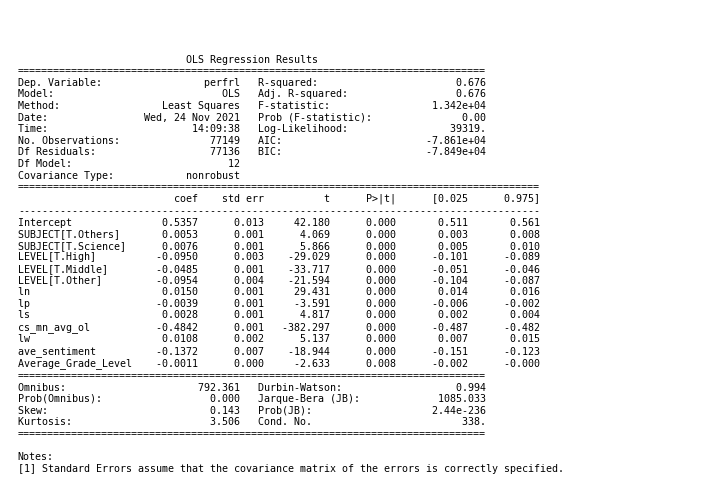 OLS Regression Results
==============================================================================
Dep. Variable: perfrl R-squared: 0.676
Model: OLS Adj. R-squared: 0.676
Method: Least Squares F-statistic: 1.342e+04
Date: Wed, 24 Nov 2021 Prob (F-statistic): 0.00
Time: 14:09:38 Log-Likelihood: 39319.
No. Observations: 77149 AIC: -7.861e+04
Df Residuals: 77136 BIC: -7.849e+04
Df Model: 12
Covariance Type: nonrobust
=======================================================================================
coef std err t P>|t| [0.025 0.975]
---------------------------------------------------------------------------------------
Intercept 0.5357 0.013 42.180 0.000 0.511 0.561
SUBJECT[T.Others] 0.0053 0.001 4.069 0.000 0.003 0.008
SUBJECT[T.Science] 0.0076 0.001 5.866 0.000 0.005 0.010
LEVEL[T.High] -0.0950 0.003 -29.029 0.000 -0.101 -0.089
LEVEL[T.Middle] -0.0485 0.001 -33.717 0.000 -0.051 -0.046
LEVEL[T.Other] -0.0954 0.004 -21.594 0.000 -0.104 -0.087
ln 0.0150 0.001 29.431 0.000 0.014 0.016
lp -0.0039 0.001 -3.591 0.000 -0.006 -0.002
ls 0.0028 0.001 4.817 0.000 0.002 0.004
cs_mn_avg_ol -0.4842 0.001 -382.297 0.000 -0.487 -0.482
lw 0.0108 0.002 5.137 0.000 0.007 0.015
ave_sentiment -0.1372 0.007 -18.944 0.000 -0.151 -0.123
Average_Grade_Level -0.0011 0.000 -2.633 0.008 -0.002 -0.000
==============================================================================
Omnibus: 792.361 Durbin-Watson: 0.994
Prob(Omnibus): 0.000 Jarque-Bera (JB): 1085.033
Skew: 0.143 Prob(JB): 2.44e-236
Kurtosis: 3.506 Cond. No. 338.
==============================================================================
Notes:
[1] Standard Errors assume that the covariance matrix of the errors is correctly specified.